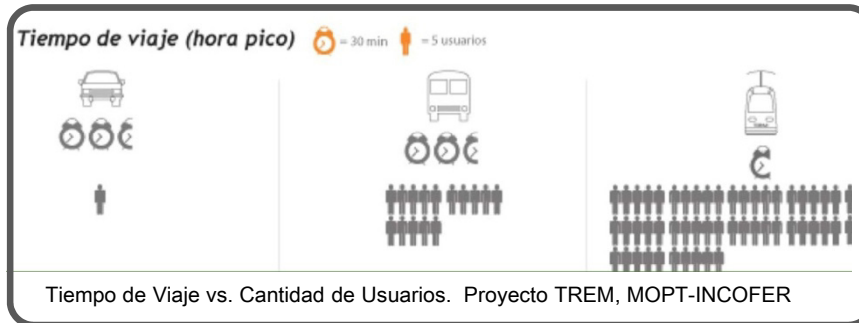 Tiempo de viaje (hora pico) = 30 min = 5 usuarios
Tiempo de Viaje vs. Cantidad de Usuarios. Proyecto TREM, MOPT-INCOFER